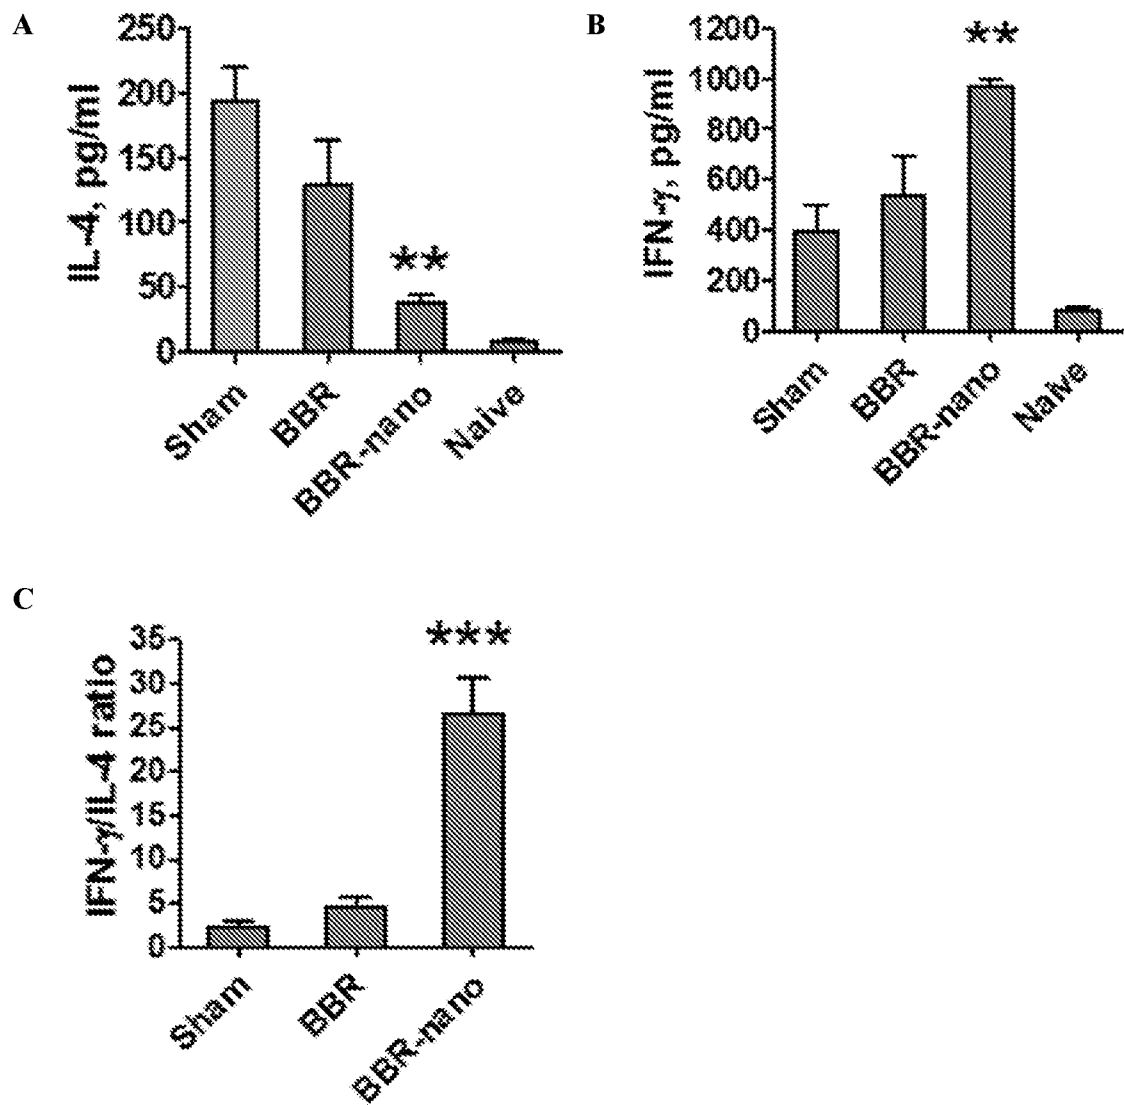 A
IL-4, pg/ml
250
200
150
100
50
0
**
Sham
BBR
BBR-nano
Naive
B
IFN-γ, pg/ml
1200
1000
800
600
400
200
0
**
Sham
BBR
BBR-nano
Naive
C
IFN-γ/IL-4 ratio
35
30
25
20
15
10
5
0
***
Sham
BBR
BBR-nano